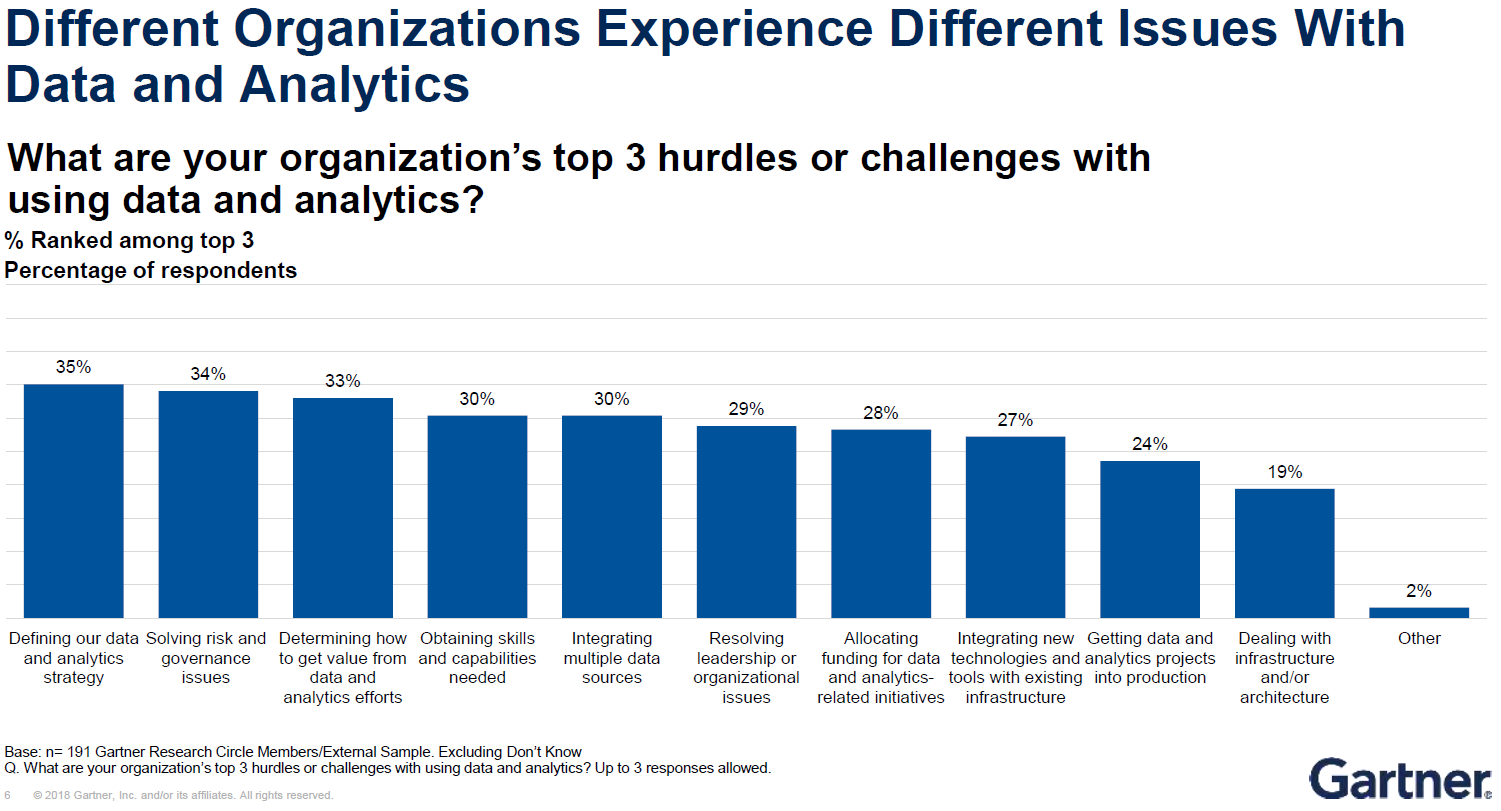 Different Organizations Experience Different Issues With
Data and Analytics
What are your organization’s top 3 hurdles or challenges with
using data and analytics?
% Ranked among top 3
Percentage of respondents
35%
34%
33%
30%
30%
29%
28%
27%
24%
19%
2%
Defining our data
and analytics
strategy
Solving risk and
governance
issues
Determining how
to get value from
data and
analytics efforts
Obtaining skills
and capabilities
needed
Integrating
multiple data
sources
Resolving
leadership or
organizational
issues
Allocating
funding for data
and analytics-
related initiatives
Integrating new
technologies and
tools with existing
infrastructure
Getting data and
analytics projects
into production
Dealing with
infrastructure
and/or
architecture
Other
Base: n= 191 Gartner Research Circle Members/External Sample. Excluding Don’t Know
Q. What are your organization’s top 3 hurdles or challenges with using data and analytics? Up to 3 responses allowed.
6 © 2018 Gartner, Inc. and/or its affiliates. All rights reserved.
Gartner®